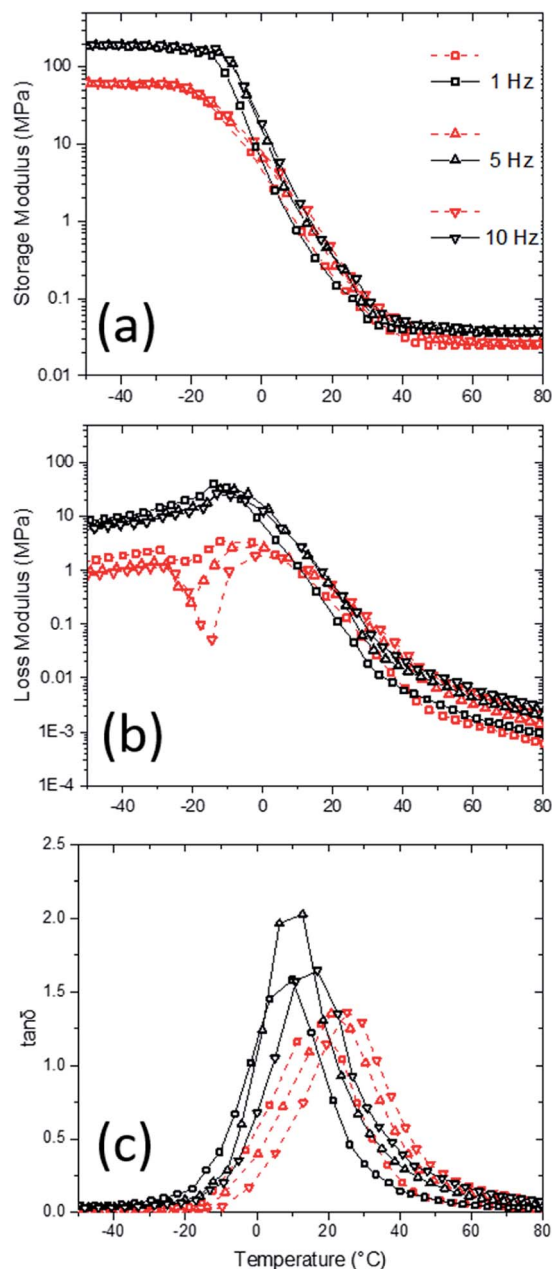 (a)
Storage Modulus (MPa)
100
10
1
0.1
0.01
1 Hz
5 Hz
10 Hz
-40 -20 0 20 40 60 80
(b)
Loss Modulus (MPa)
100
10
1
0.1
0.01
1E-3
1E-4
-40 -20 0 20 40 60 80
(c)
tanδ
2.5
2.0
1.5
1.0
0.5
0.0
-40 -20 0 20 40 60 80
Temperature (°C)